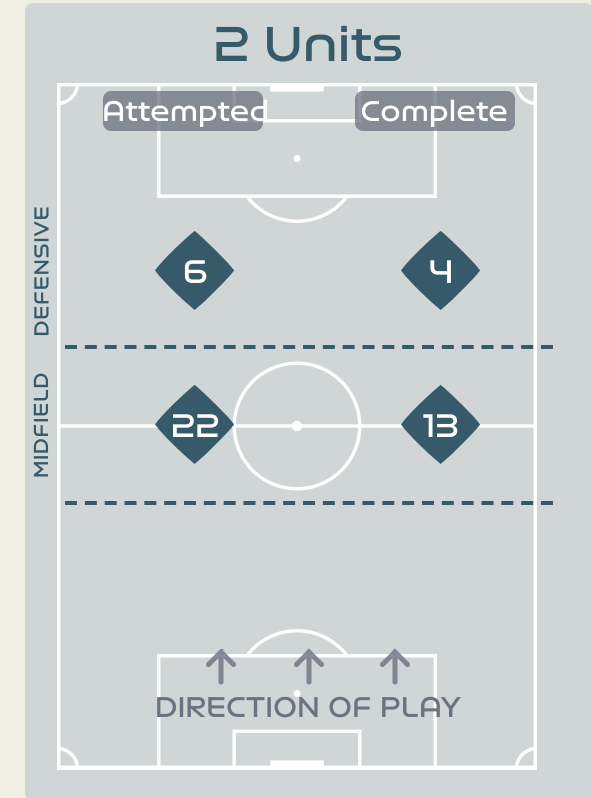 2 Units
Attempted Complete
DEFENSIVE
6 4
MIDFIELD
22 13
DIRECTION OF PLAY